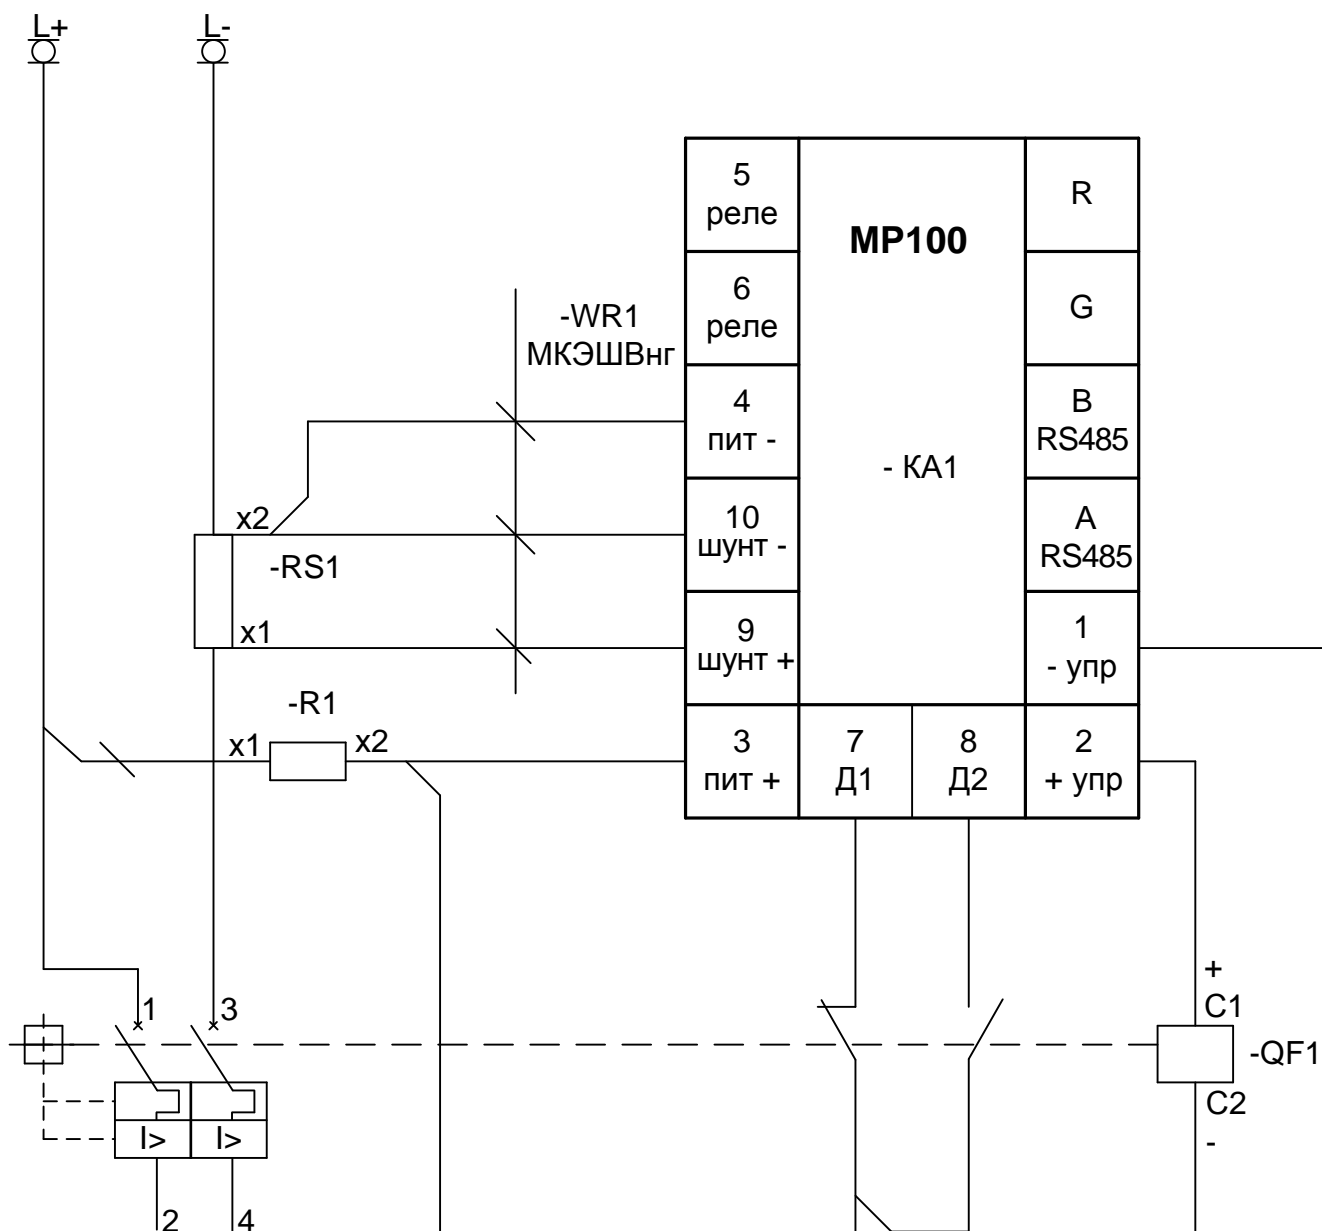 L+
L-
5
реле
R
МР100
6
реле
G
-WR1
МКЭШВнг
4
пит -
B
RS485
- КА1
x2
10
шунт -
A
RS485
-RS1
x1
9
шунт +
1
- упр
-R1
x1
x2
3
пит +
7
Д1
8
Д2
2
+ упр
+
1
3
C1
-QF1
C2
I>
I>
-
2
4